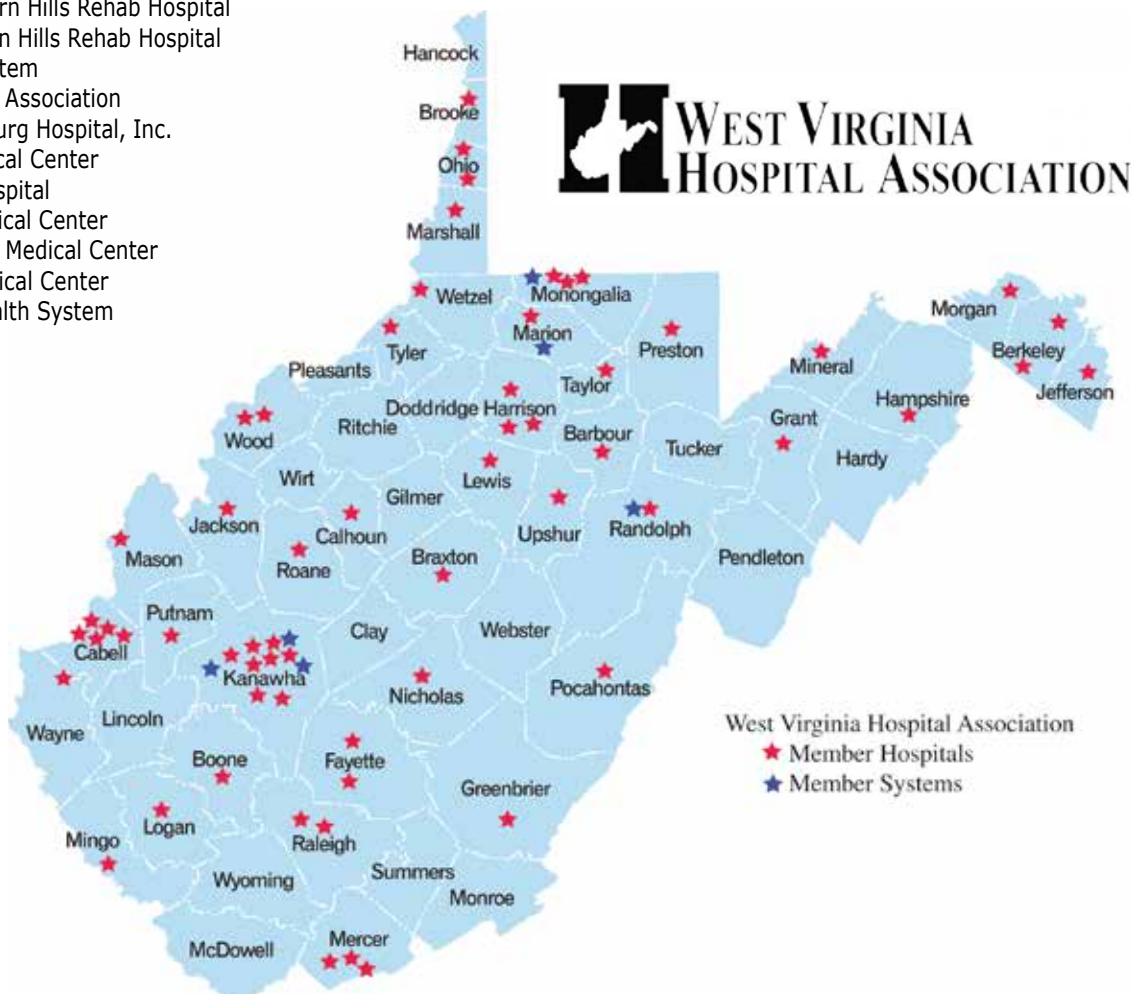 rn Hills Rehab Hospital
n Hills Rehab Hospital
tem
Association
urg Hospital, Inc.
cal Center
spital
ical Center
Medical Center
ical Center
alth System
WEST VIRGINIA
HOSPITAL ASSOCIATION
Hancock
Brooke
Ohio
Marshall
Wetzel
Monongalia
Marion
Tyler
Preston
Pleasants
Taylor
Doddridge Harrison
Ritchie
Barbour
Wood
Tucker
Morgan
Berkeley
Jefferson
Mineral
Hampshire
Grant
Hardy
Wirt
Lewis
Gilmer
Jackson
Calhoun
Upshur
Randolph
Mason
Roane
Braxton
Pendleton
Putnam
Clay
Webster
Cabell
Kanawha
Nicholas
Pocahontas
Lincoln
Wayne
Boone
Fayette
Greenbrier
Logan
Mingo
Raleigh
Summers
Wyoming
Monroe
McDowell
Mercer
West Virginia Hospital Association
Member Hospitals
Member Systems